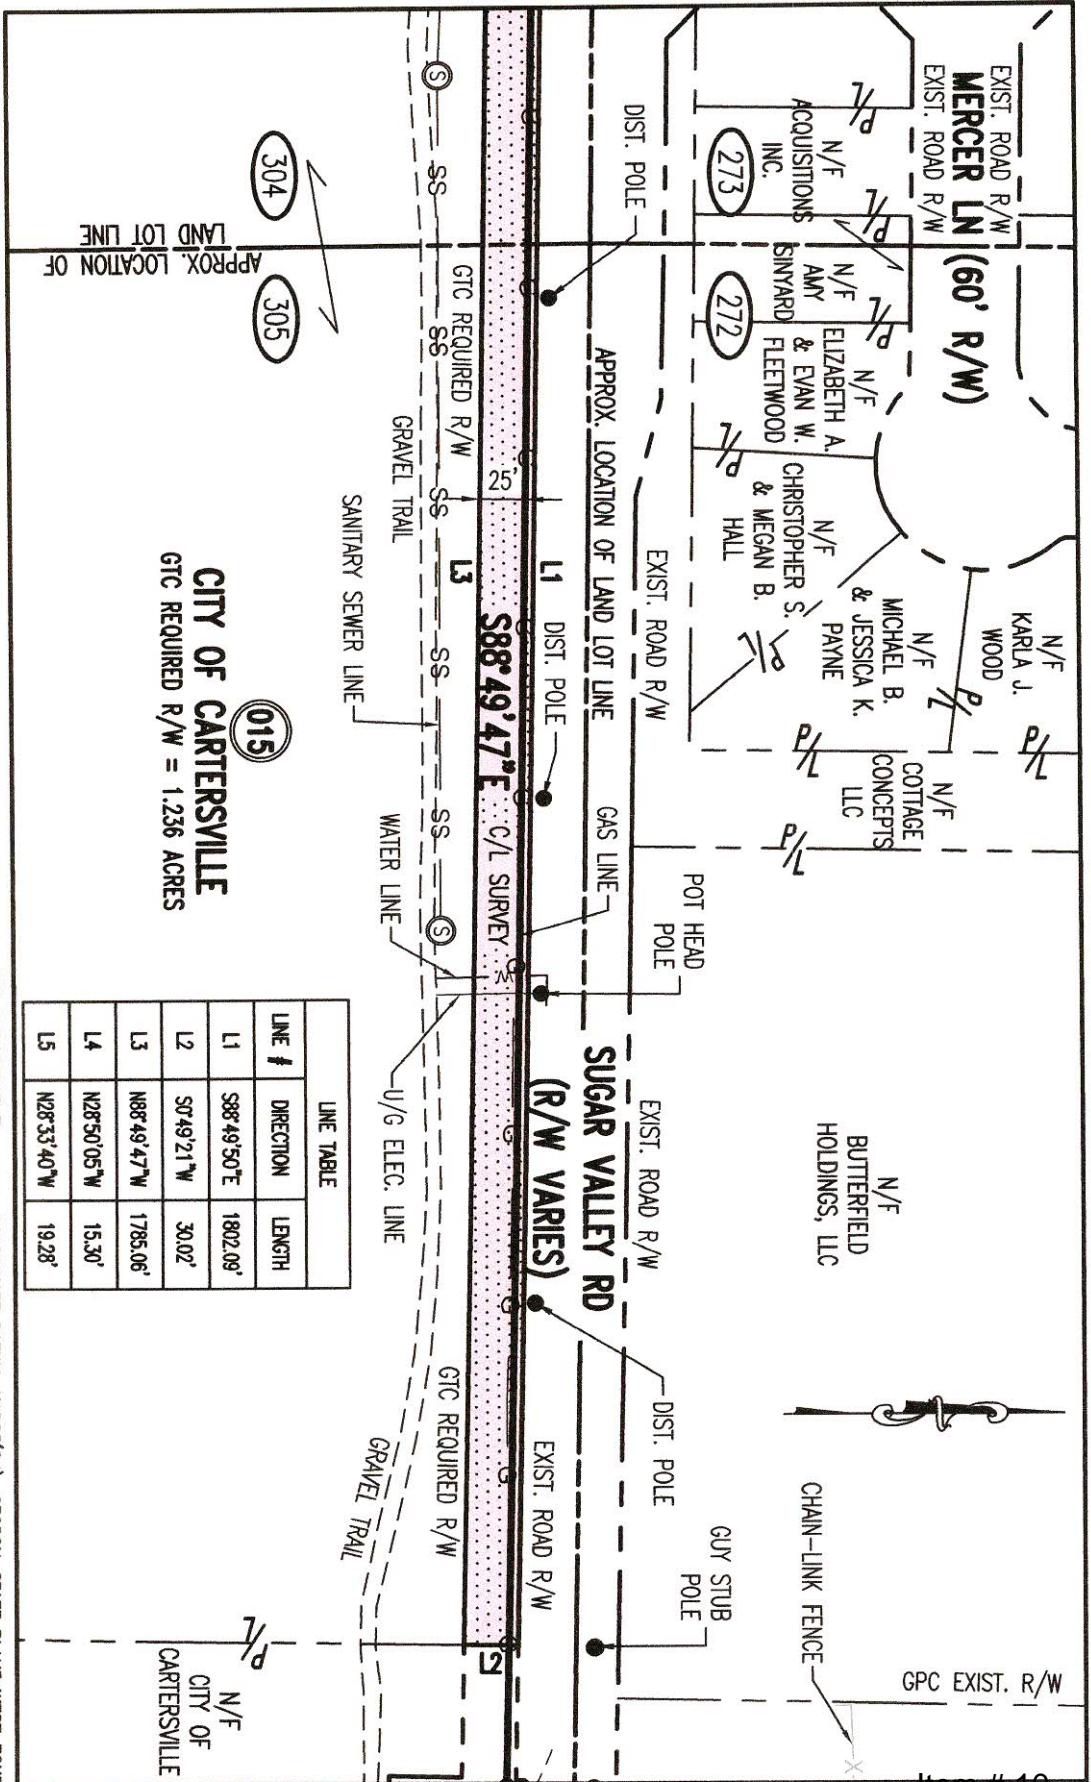 EXIST. ROAD R/W
MERCER LN (60' R/W)
EXIST. ROAD R/W
P/L
P/L
P/L
P/L
P/L
P/L
P/L
P/L
P/L
N/F
ACQUISITIONS
INC.
273
N/F
AMY
SINYARD
272
N/F
ELIZABETH A.
& EVAN W.
FLEETWOOD
N/F
CHRISTOPHER S.
& MEGAN B.
HALL
N/F
MICHAEL B.
& JESSICA K.
PAYNE
N/F
KARLA J.
WOOD
N/F
COTTAGE
CONCEPTS
LLC
N/F
BUTTERFIELD
HOLDINGS, LLC
CHAIN-LINK FENCE
X
GPC EXIST. R/W
Item # 10
EXIST. ROAD R/W
EXIST. ROAD R/W
POT HEAD
POLE
GUY STUB
POLE
DIST. POLE
APPROX. LOCATION OF LAND LOT LINE
SUGAR VALLEY RD
(R/W VARIES)
DIST. POLE
GAS LINE
DIST. POLE
EXIST. ROAD R/W
L1
25'
S88°49'47"E
C/L SURVEY
W
G
G
G
L2
L3
GTC REQUIRED R/W
GTC REQUIRED R/W
S
SS
SS
SS
SS
SS
S
GRAVEL TRAIL
GRAVEL TRAIL
SANITARY SEWER LINE
WATER LINE
U/G ELEC. LINE
304
305
APPROX. LOCATION OF
LAND LOT LINE
015
CITY OF CARTERSVILLE
GTC REQUIRED R/W = 1.236 ACRES
P/L
N/F
CITY OF
CARTERSVILLE
LINE TABLE
LINE # DIRECTION LENGTH
L1 S88°49'50"E 1802.09'
L2 S0°49'21"W 30.02'
L3 N88°49'47"W 1785.06'
L4 N28°50'05"W 15.30'
L5 N28°33'40"W 19.28'